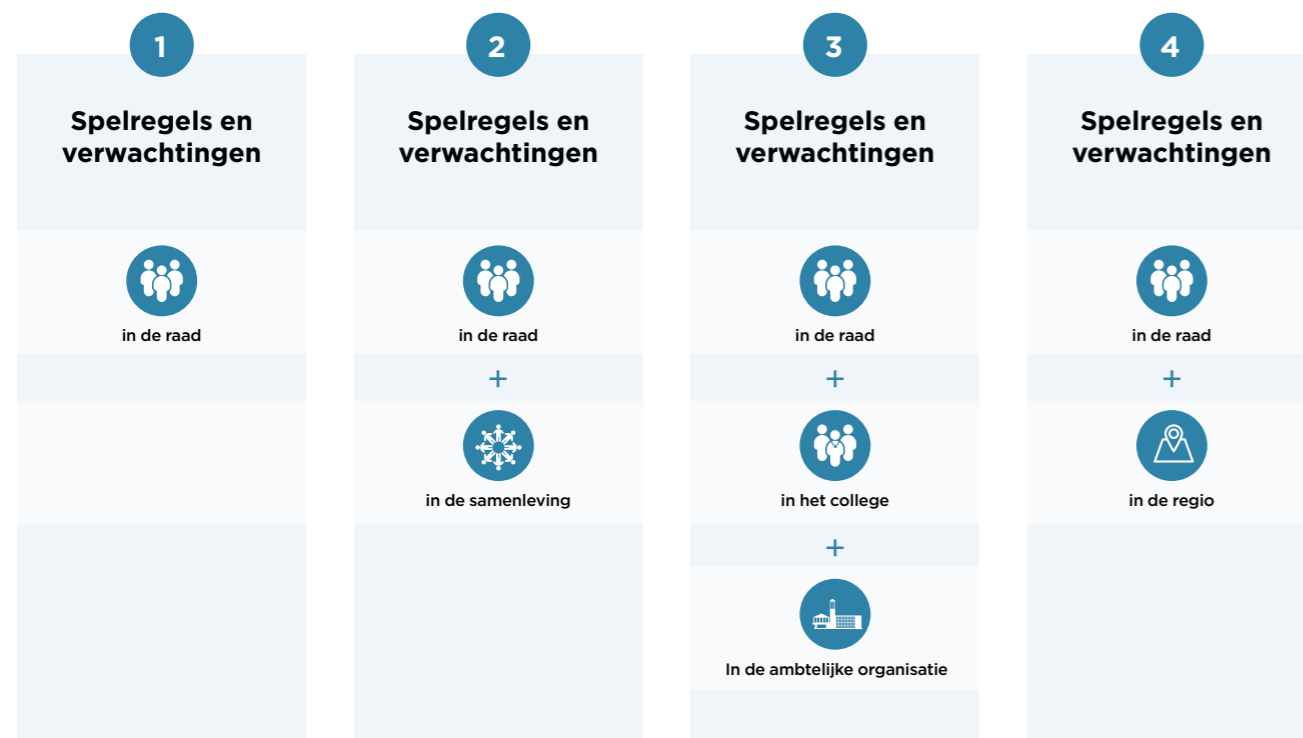 1
Spelregels en
verwachtingen
in de raad
2
Spelregels en
verwachtingen
in de raad
+
in de samenleving
3
Spelregels en
verwachtingen
in de raad
+
in het college
+
In de ambtelijke organisatie
4
Spelregels en
verwachtingen
in de raad
+
in de regio